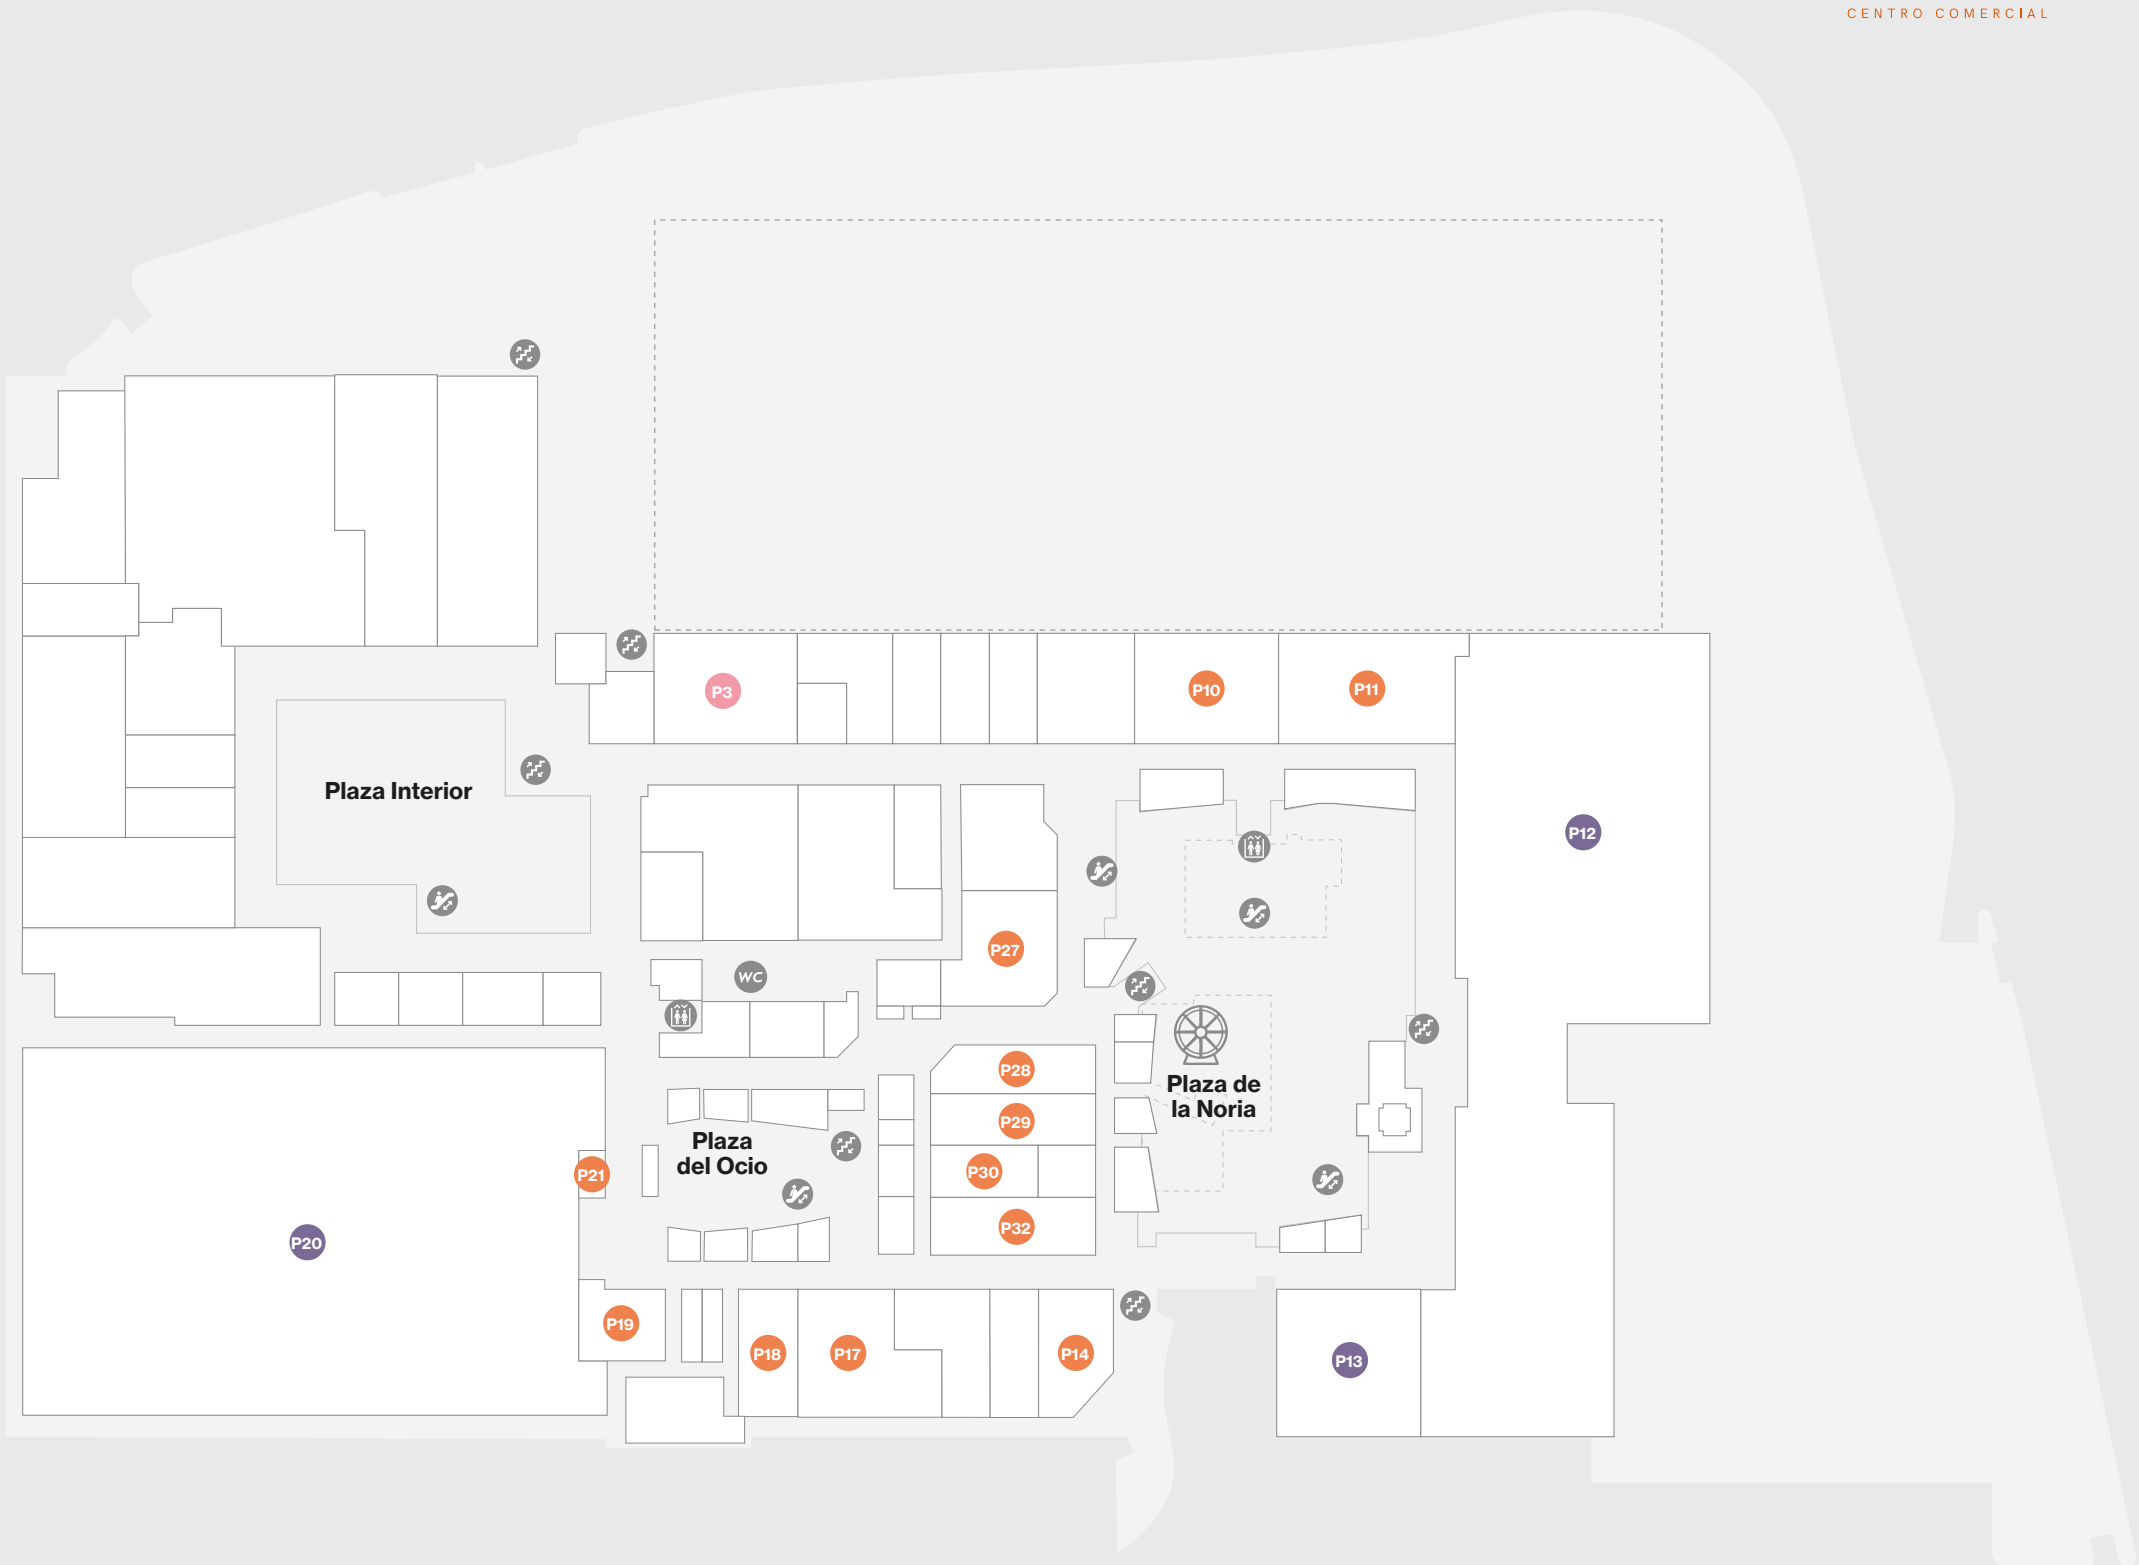 CENTRO COMERCIAL
P3
P10
P11
Plaza Interior
P12
P27
WC
P28
Plaza de
la Noria
P29
Plaza
del Ocio
P21
P30
P32
P20
P19
P18
P17
P14
P13